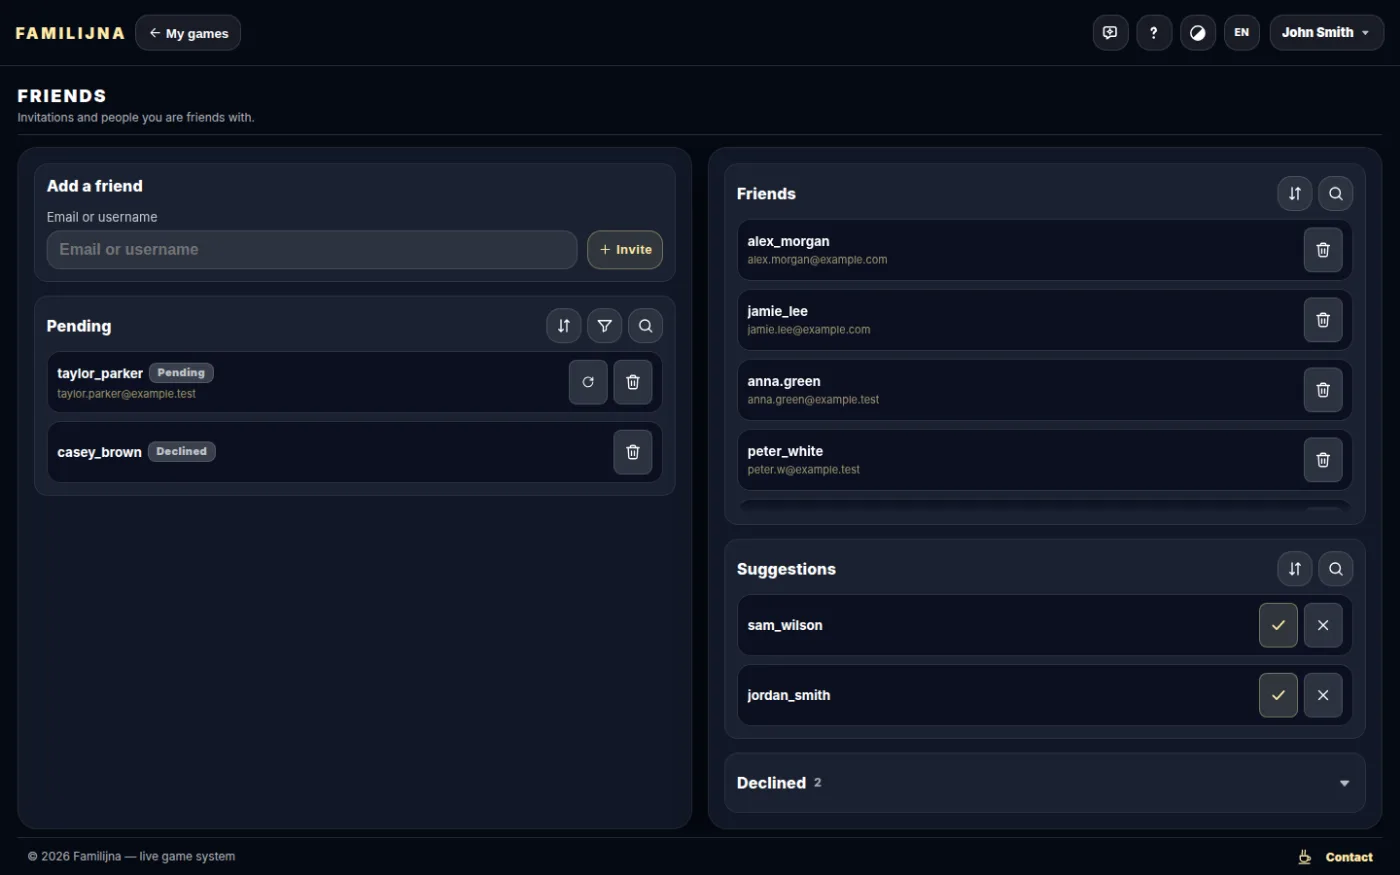 FAMILIJNA
← My games
?
EN
John Smith
FRIENDS
Invitations and people you are friends with.
Add a friend
Email or username
Email or username
+ Invite
Pending
taylor_parker Pending
taylor.parker@example.test
casey_brown Declined
Friends
alex_morgan
alex.morgan@example.com
jamie_lee
jamie.lee@example.com
anna.green
anna.green@example.test
peter_white
peter.w@example.test
Suggestions
sam_wilson
jordan_smith
Declined 2
© 2026 Familijna — live game system
Contact